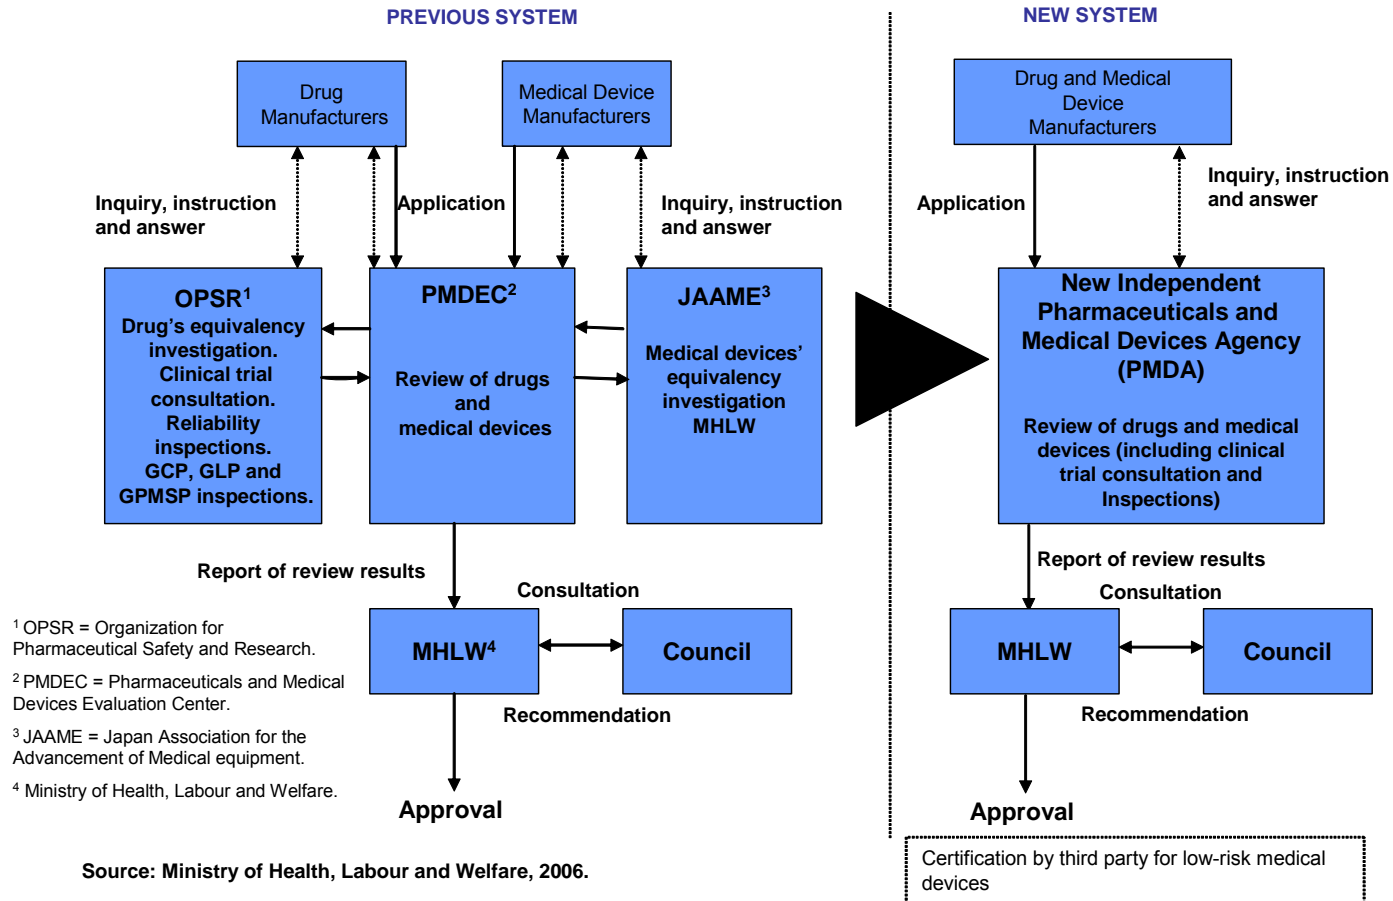 PREVIOUS SYSTEM
NEW SYSTEM
Drug
Manufacturers
Medical Device
Manufacturers
Drug and Medical
Device
Manufacturers
Inquiry, instruction
and answer
Application
Inquiry, instruction
and answer
Application
Inquiry, instruction
and answer
OPSR1
Drug’s equivalency
investigation.
Clinical trial
consultation.
Reliability
inspections.
GCP, GLP and
GPMSP inspections.
PMDEC2
Review of drugs
and
medical devices
JAAME3
Medical devices’
equivalency
investigation
MHLW
New Independent
Pharmaceuticals and
Medical Devices Agency
(PMDA)
Review of drugs and medical
devices (including clinical
trial consultation and
Inspections)
Report of review results
Consultation
MHLW4
Council
Recommendation
Approval
Report of review results
Consultation
MHLW
Council
Recommendation
Approval
1 OPSR = Organization for
Pharmaceutical Safety and Research.
2 PMDEC = Pharmaceuticals and Medical
Devices Evaluation Center.
3 JAAME = Japan Association for the
Advancement of Medical equipment.
4 Ministry of Health, Labour and Welfare.
Source: Ministry of Health, Labour and Welfare, 2006.
Certification by third party for low-risk medical
devices